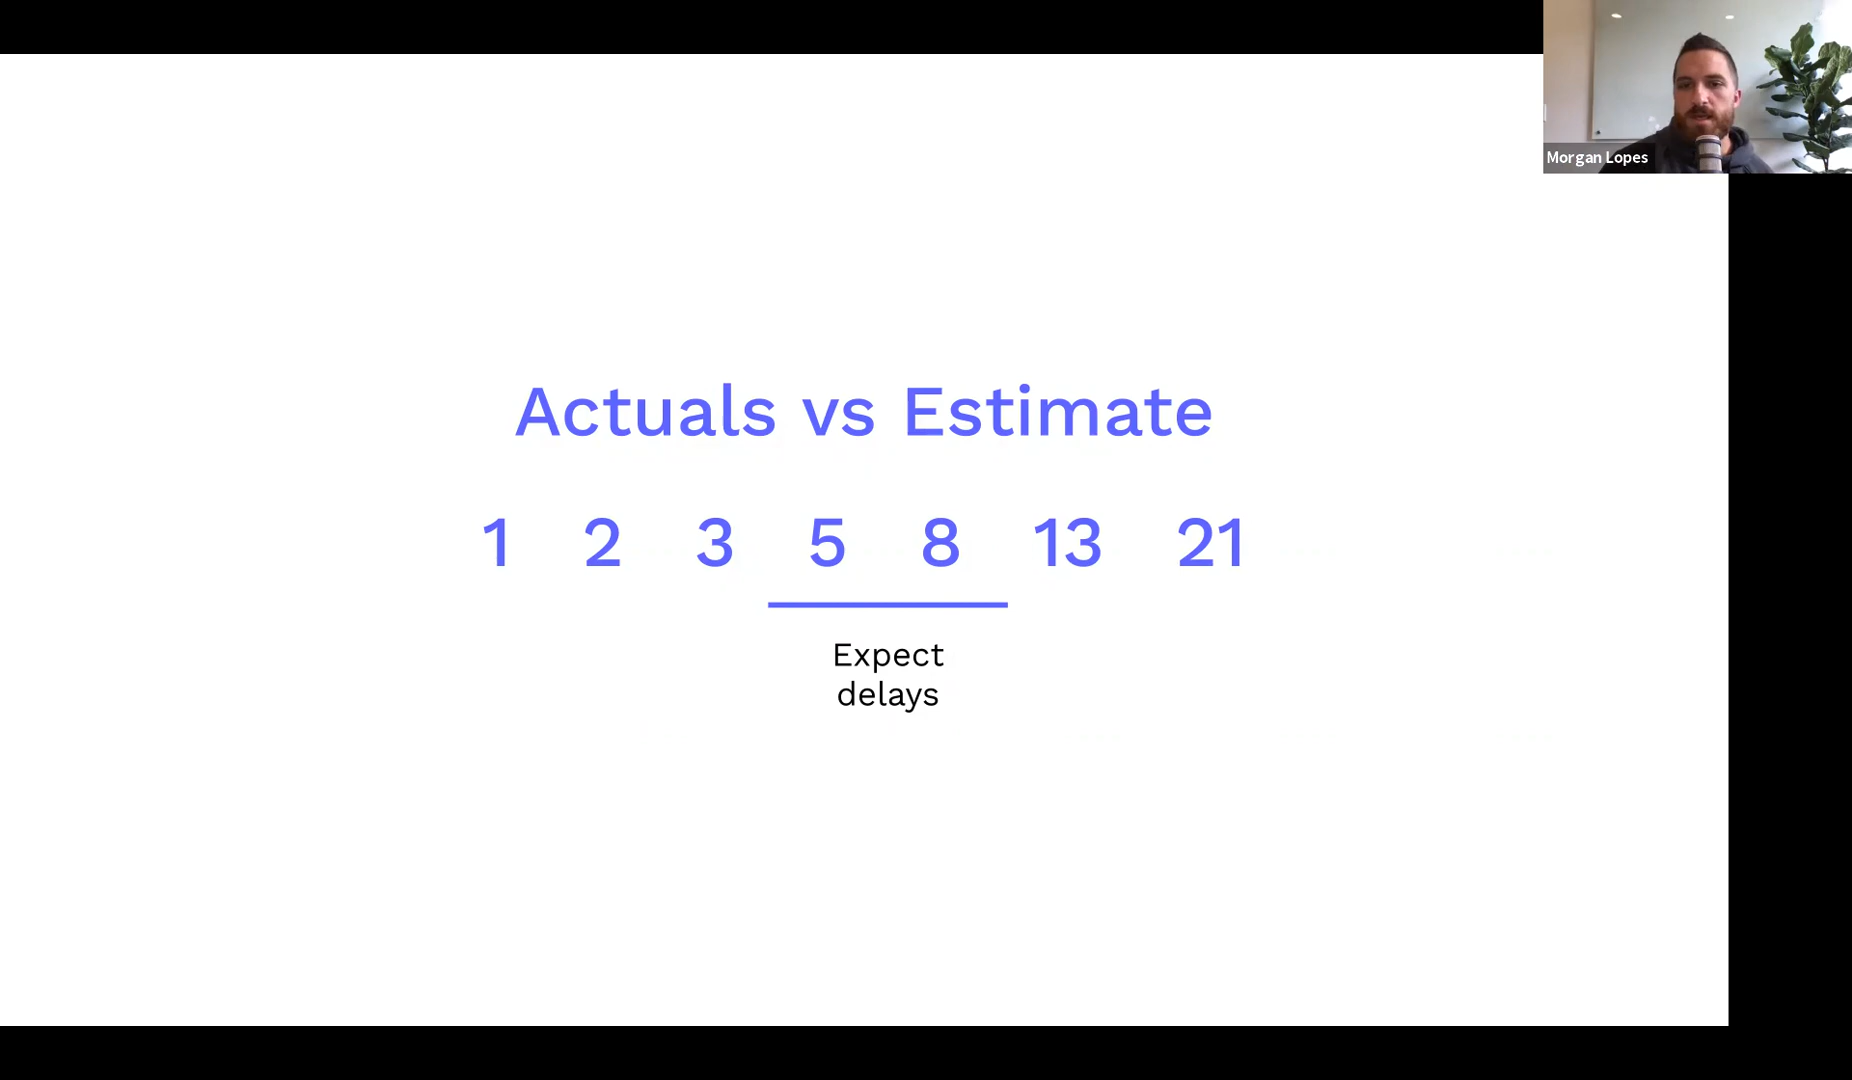 Morgan Lopes
Actuals vs Estimate
1 2 3 5 8 13 21
Expect
delays